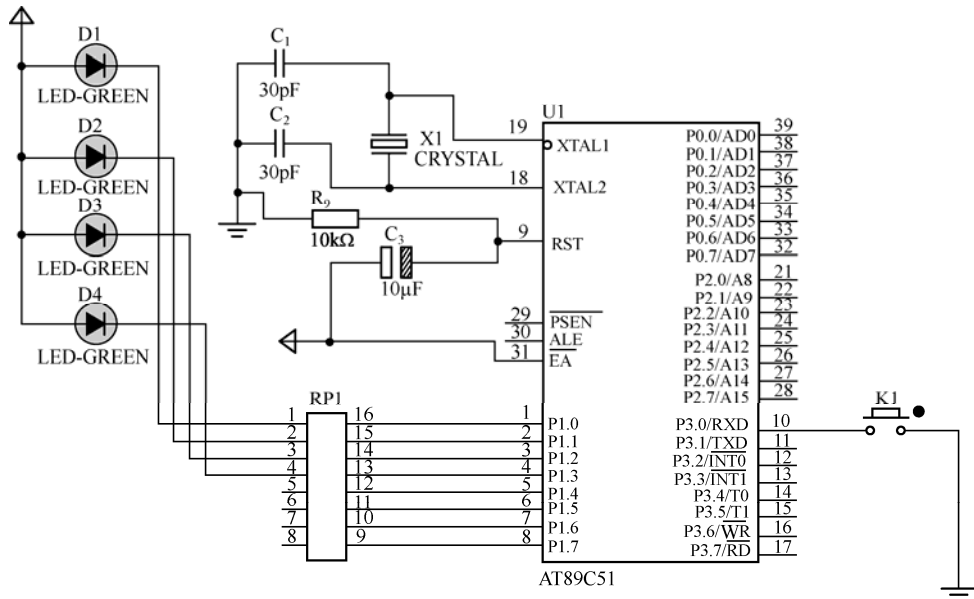 D1
LED-GREEN
D2
LED-GREEN
D3
LED-GREEN
D4
LED-GREEN
C1
30pF
C2
30pF
X1
CRYSTAL
R9
10kΩ
C3
10μF
U1
19 XTAL1
18 XTAL2
9 RST
29 PSEN
30 ALE
31 EA
RP1
1 16 1 P1.0
2 15 2 P1.1
3 14 3 P1.2
4 13 4 P1.3
5 12 5 P1.4
6 11 6 P1.5
7 10 7 P1.6
8 9 8 P1.7
P0.0/AD0 39
P0.1/AD1 38
P0.2/AD2 37
P0.3/AD3 36
P0.4/AD4 35
P0.5/AD5 34
P0.6/AD6 33
P0.7/AD7 32
P2.0/A8 21
P2.1/A9 22
P2.2/A10 23
P2.3/A11 24
P2.4/A12 25
P2.5/A13 26
P2.6/A14 27
P2.7/A15 28
P3.0/RXD 10
P3.1/TXD 11
P3.2/INT0 12
P3.3/INT1 13
P3.4/T0 14
P3.5/T1 15
P3.6/WR 16
P3.7/RD 17
K1
AT89C51